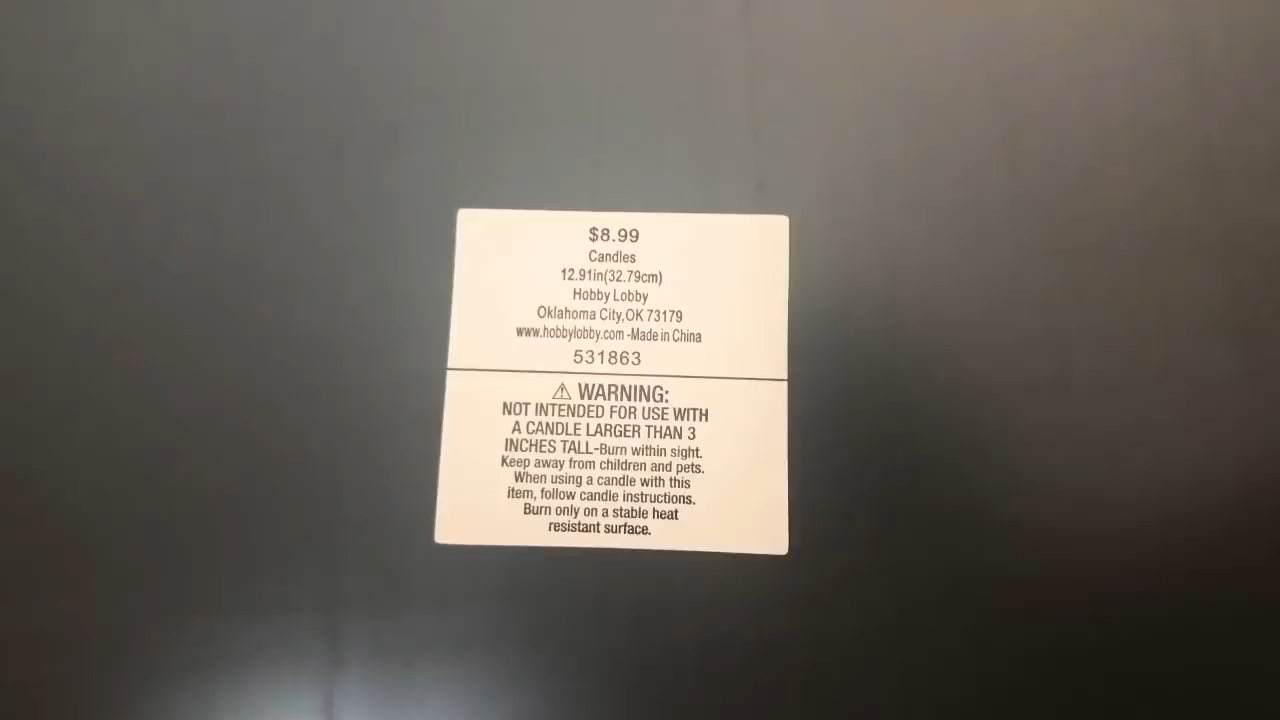 $8.99
Candles
12.91in(32.79cm)
Hobby Lobby
Oklahoma City,OK 73179
www.hobbylobby.com -Made in China
531863
⚠ WARNING:
NOT INTENDED FOR USE WITH
A CANDLE LARGER THAN 3
INCHES TALL-Burn within sight.
Keep away from children and pets.
When using a candle with this
item, follow candle instructions.
Burn only on a stable heat
resistant surface.